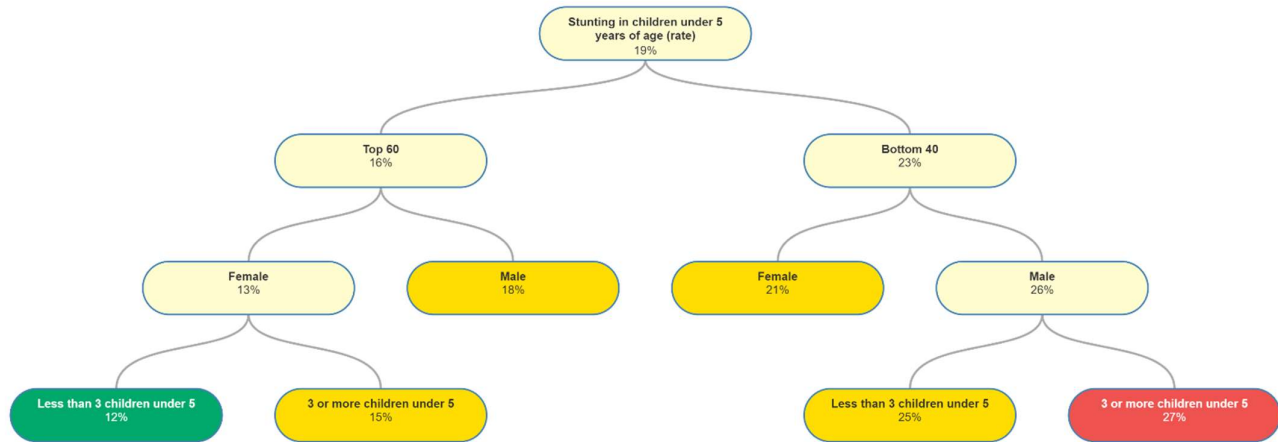 Stunting in children under 5
years of age (rate)
19%
Top 60
16%
Bottom 40
23%
Female
13%
Male
18%
Female
21%
Male
26%
Less than 3 children under 5
12%
3 or more children under 5
15%
Less than 3 children under 5
25%
3 or more children under 5
27%